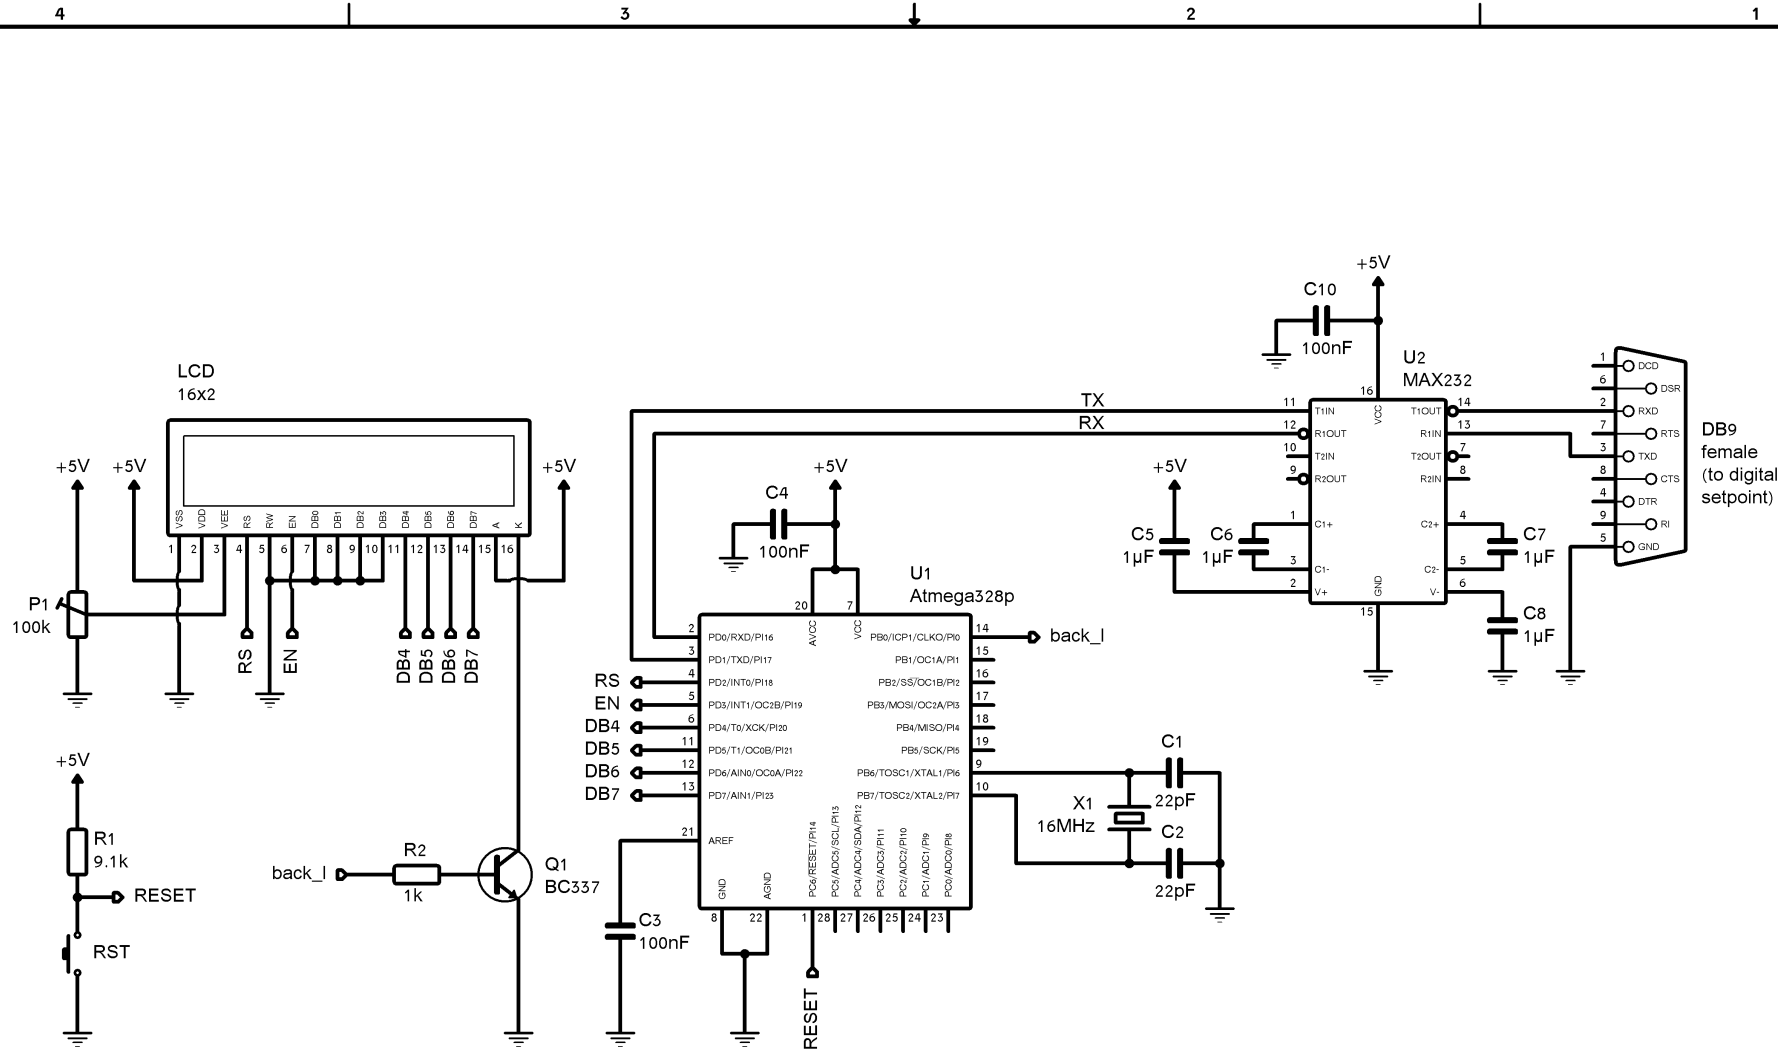 4 3 2 1
LCD
16x2
+5V
+5V
+5V
VSS VDD VEE RS RW EN DB0 DB1 DB2 DB3 DB4 DB5 DB6 DB7 A K
1 2 3 4 5 6 7 8 9 10 11 12 13 14 15 16
P1
100k
RS
EN
DB4
DB5
DB6
DB7
+5V
R1
9.1k
RESET
RST
back_l
R2
1k
Q1
BC337
TX
RX
+5V
C4
100nF
U1
Atmega328p
20 7
AVCC VCC
2 PD0/RXD/PI16
3 PD1/TXD/PI17
RS 4 PD2/INT0/PI18
EN 5 PD3/INT1/OC2B/PI19
DB4 6 PD4/T0/XCK/PI20
DB5 11 PD5/T1/OC0B/PI21
DB6 12 PD6/AIN0/OC0A/PI22
DB7 13 PD7/AIN1/PI23
21 AREF
PB0/ICP1/CLKO/PI0 14 back_l
PB1/OC1A/PI1 15
PB2/SS/OC1B/PI2 16
PB3/MOSI/OC2A/PI3 17
PB4/MISO/PI4 18
PB5/SCK/PI5 19
PB6/TOSC1/XTAL1/PI6 9
PB7/TOSC2/XTAL2/PI7 10
GND AGND
PC6/RESET/PI14
PC5/ADC5/SCL/PI13
PC4/ADC4/SDA/PI12
PC3/ADC3/PI11
PC2/ADC2/PI10
PC1/ADC1/PI9
PC0/ADC0/PI8
8 22 1 28 27 26 25 24 23
C3
100nF
RESET
X1
16MHz
C1
22pF
C2
22pF
+5V
C10
100nF
U2
MAX232
16
VCC
11 T1IN
12 R1OUT
10 T2IN
9 R2OUT
1 C1+
3 C1-
2 V+
T1OUT 14
R1IN 13
T2OUT 7
R2IN 8
C2+ 4
C2- 5
V- 6
GND
15
+5V
C5
1µF
C6
1µF
C7
1µF
C8
1µF
1 DCD
6 DSR
2 RXD
7 RTS
3 TXD
8 CTS
4 DTR
9 RI
5 GND
DB9
female
(to digital
setpoint)